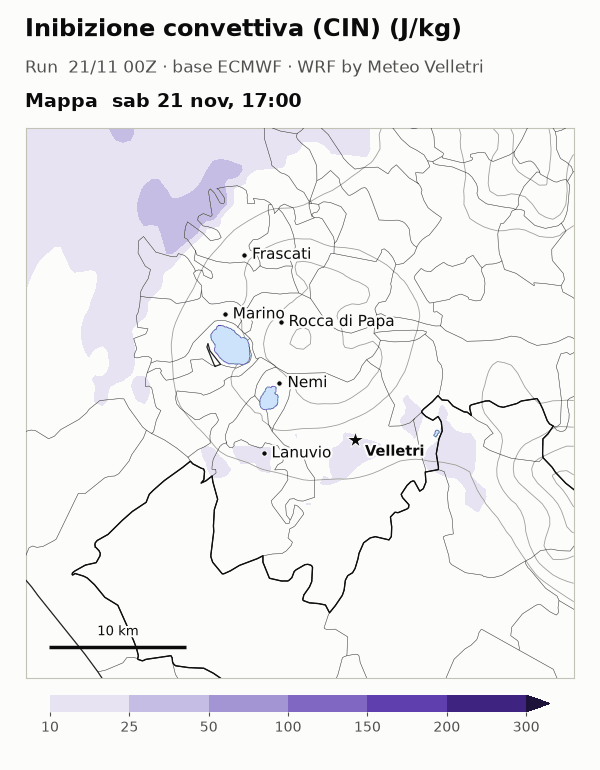 Inibizione convettiva (CIN) (J/kg)
Run  21/11 00Z · base ECMWF · WRF by Meteo Velletri
Mappa  sab 21 nov, 17:00
Frascati
Marino
Rocca di Papa
Nemi
Lanuvio
Velletri
10 km
10 25 50 100 150 200 300